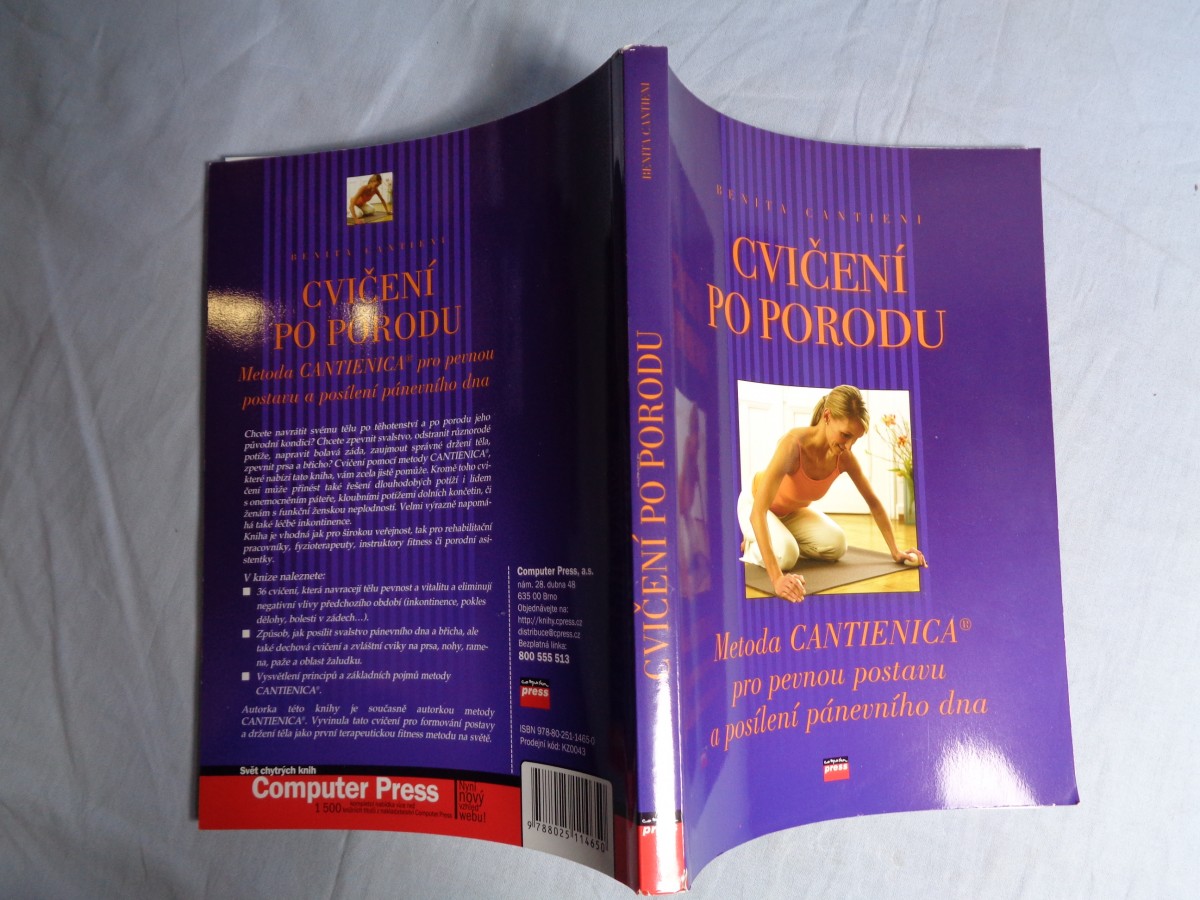 BENITA CANTIENI
CVIČENÍ
PO PORODU
Metoda CANTIENICA® pro pevnou
postavu a posílení pánevního dna
Chcete navrátit svému tělu po těhotenství a po porodu jeho
původní kondici? Chcete zpevnit svalstvo, odstranit různorodé
potíže, napravit bolavá záda, zaujmout správné držení těla,
zpevnit prsa a břicho? Cvičení pomocí metody CANTIENICA®,
které nabízí tato kniha, vám zcela jistě pomůže. Kromě toho cvi-
čení může přinést také řešení dlouhodobých potíží i lidem
s onemocněním páteře, kloubními potížemi dolních končetin, či
ženám s funkční ženskou neplodností. Velmi výrazně napomá-
há také léčbě inkontinence.
Kniha je vhodná jak pro širokou veřejnost, tak pro rehabilitační
pracovníky, fyzioterapeuty, instruktory fitness či porodní asi-
stentky.
V knize naleznete:
36 cvičení, která navracejí tělu pevnost a vitalitu a eliminují
negativní vlivy předchozího období (inkontinence, pokles
dělohy, bolesti v zádech...).
Způsob, jak posílit svalstvo pánevního dna a břicha, ale
také dechová cvičení a zvláštní cviky na prsa, nohy, rame-
na, paže a oblast žaludku.
Vysvětlení principů a základních pojmů metody
CANTIENICA®.
Autorka této knihy je současně autorkou metody
CANTIENICA®. Vyvinula tato cvičení pro formování postavy
a držení těla jako první terapeutickou fitness metodu na světě.
Computer Press, a.s.
nám. 28. dubna 48
635 00 Brno
Objednávejte na:
http://knihy.cpress.cz
distribuce@cpress.cz
Bezplatná linka:
800 555 513
computer
press
ISBN 978-80-251-1465-0
Prodejní kód: KZ0043
Svět chytrých knih
Computer Press
kompletní nabídka více než
1 500
Nyní
nový
vzhled
webu!
9 788025 114650
BENITA CANTIENI
CVIČENÍ PO PORODU
press
BENITA CANTIENI
CVIČENÍ
PO PORODU
Metoda CANTIENICA®
pro pevnou postavu
a posílení pánevního dna
computer
press